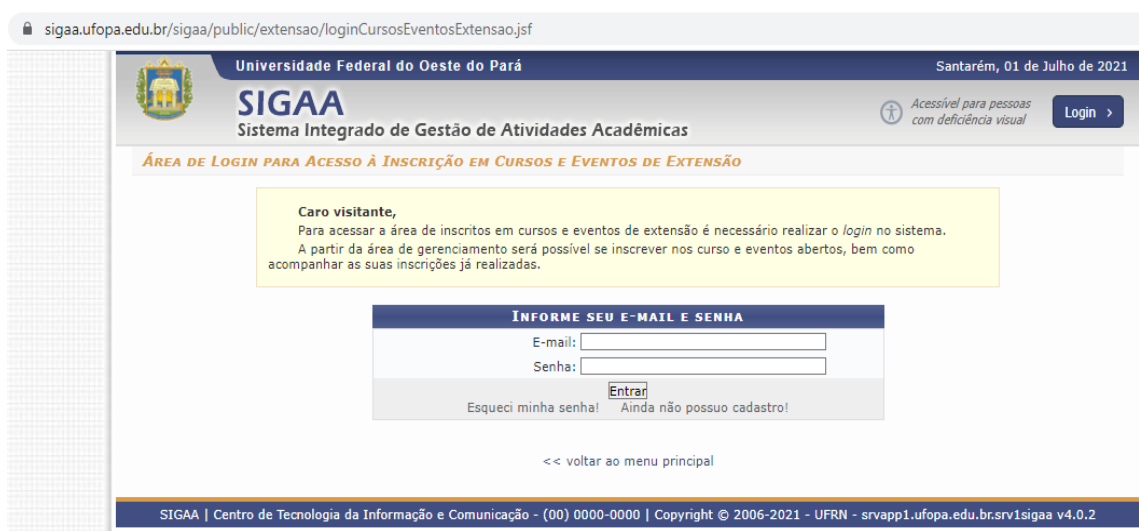 sigaa.ufopa.edu.br/sigaa/public/extensao/loginCursosEventosExtensao.jsf
Universidade Federal do Oeste do Pará
Santarém, 01 de Julho de 2021
SIGAA
Sistema Integrado de Gestão de Atividades Acadêmicas
Acessível para pessoas
com deficiência visual
Login >
Área de Login para Acesso à Inscrição em Cursos e Eventos de Extensão
Caro visitante,
Para acessar a área de inscritos em cursos e eventos de extensão é necessário realizar o login no sistema.
A partir da área de gerenciamento será possível se inscrever nos curso e eventos abertos, bem como
acompanhar as suas inscrições já realizadas.
Informe seu e-mail e senha
E-mail:
Senha:
Entrar
Esqueci minha senha! Ainda não possuo cadastro!
<< voltar ao menu principal
SIGAA | Centro de Tecnologia da Informação e Comunicação - (00) 0000-0000 | Copyright © 2006-2021 - UFRN - srvapp1.ufopa.edu.br.srv1sigaa v4.0.2